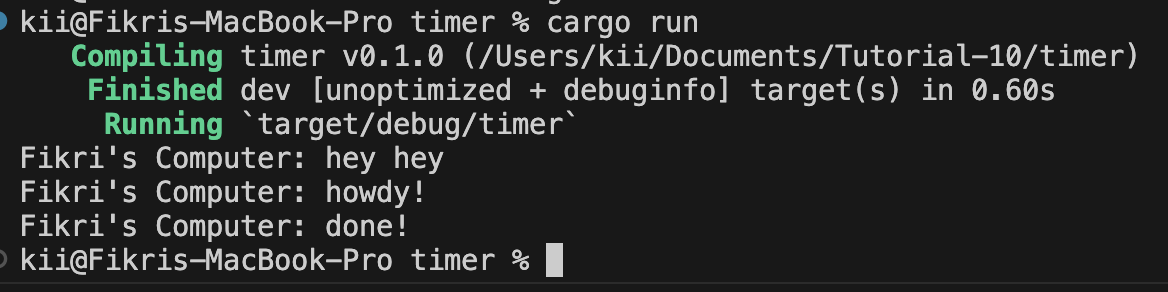 kii@Fikris-MacBook-Pro timer % cargo run
Compiling timer v0.1.0 (/Users/kii/Documents/Tutorial-10/timer)
Finished dev [unoptimized + debuginfo] target(s) in 0.60s
Running `target/debug/timer`
Fikri's Computer: hey hey
Fikri's Computer: howdy!
Fikri's Computer: done!
kii@Fikris-MacBook-Pro timer %